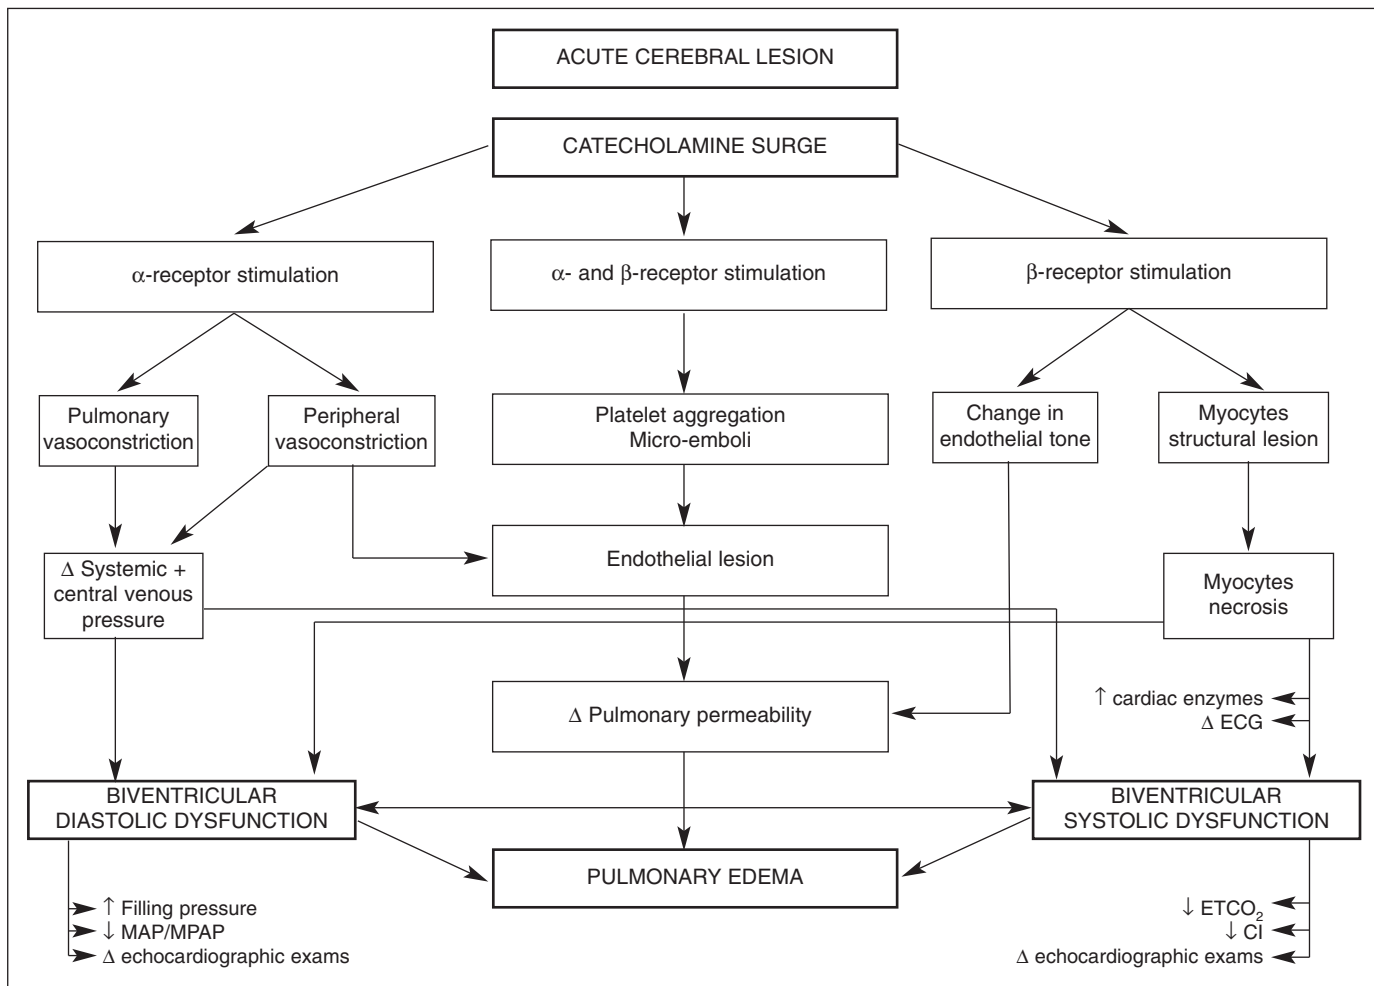 ACUTE CEREBRAL LESION
CATECHOLAMINE SURGE
α-receptor stimulation
α- and β-receptor stimulation
β-receptor stimulation
Pulmonary
vasoconstriction
Peripheral
vasoconstriction
Platelet aggregation
Micro-emboli
Change in
endothelial tone
Myocytes
structural lesion
Δ Systemic +
central venous
pressure
Endothelial lesion
Myocytes
necrosis
Δ Pulmonary permeability
↑ cardiac enzymes
Δ ECG
BIVENTRICULAR
DIASTOLIC DYSFUNCTION
BIVENTRICULAR
SYSTOLIC DYSFUNCTION
PULMONARY EDEMA
↑ Filling pressure
↓ MAP/MPAP
Δ echocardiographic exams
↓ ETCO₂
↓ CI
Δ echocardiographic exams